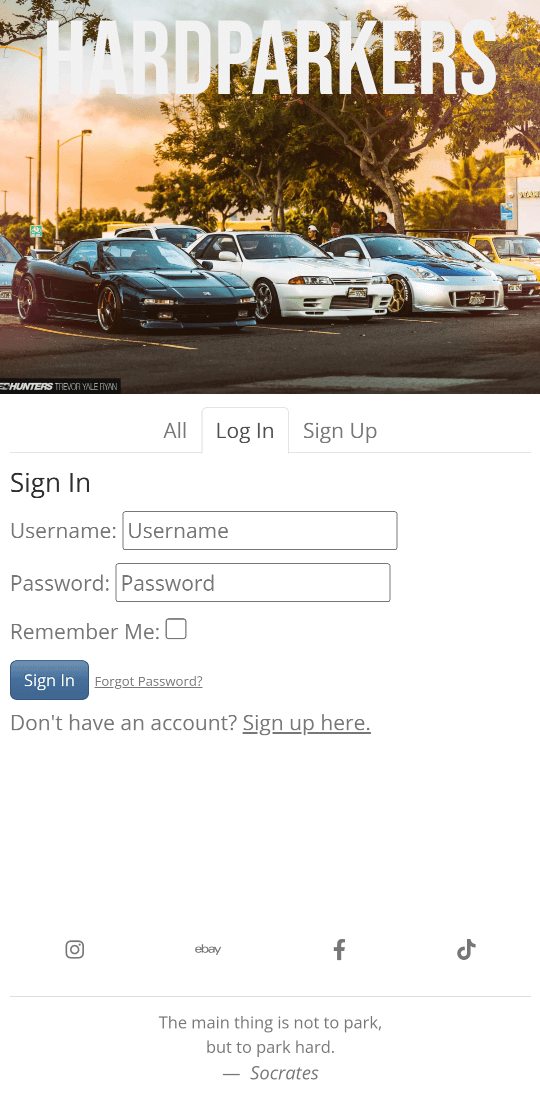 HARDPARKERS
TREVOR YALE RYAN
All
Log In
Sign Up
Sign In
Username: Username
Password: Password
Remember Me:
Sign In Forgot Password?
Don't have an account? Sign up here.
ebay
The main thing is not to park,
but to park hard.
— Socrates